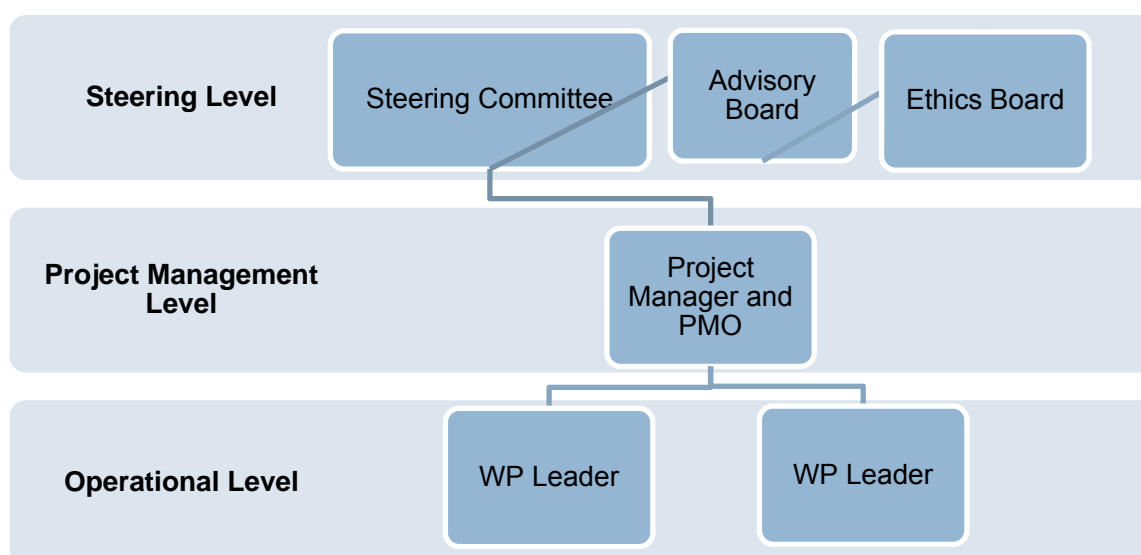 Steering Level
Steering Committee
Advisory
Board
Ethics Board
Project Management
Level
Project
Manager and
PMO
Operational Level
WP Leader
WP Leader